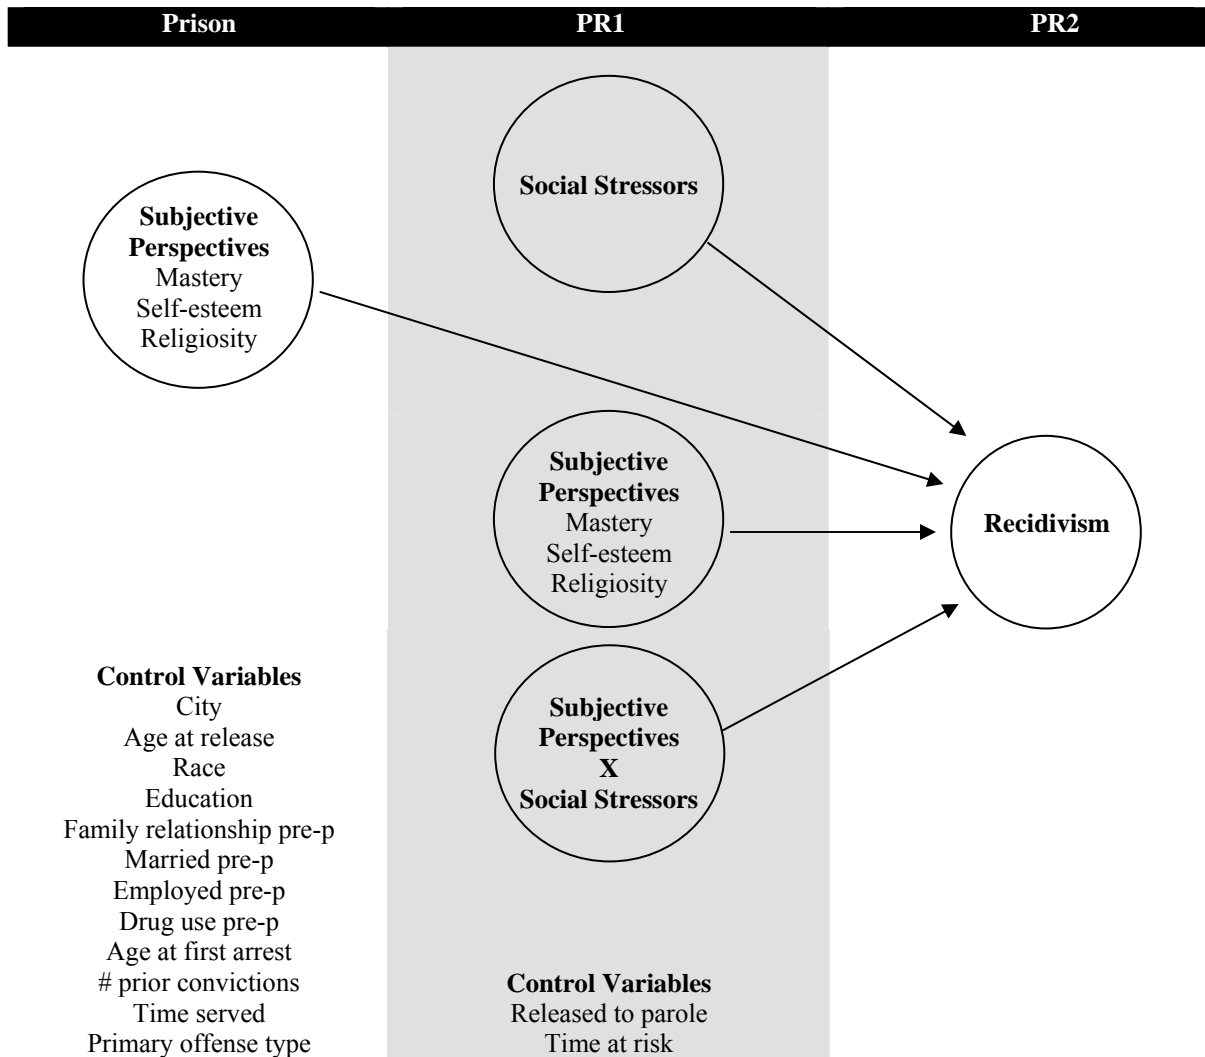 Prison
PR1
PR2
Subjective
Perspectives
Mastery
Self-esteem
Religiosity
Control Variables
City
Age at release
Race
Education
Family relationship pre-p
Married pre-p
Employed pre-p
Drug use pre-p
Age at first arrest
# prior convictions
Time served
Primary offense type
Social Stressors
Subjective
Perspectives
Mastery
Self-esteem
Religiosity
Subjective
Perspectives
X
Social Stressors
Control Variables
Released to parole
Time at risk
Recidivism